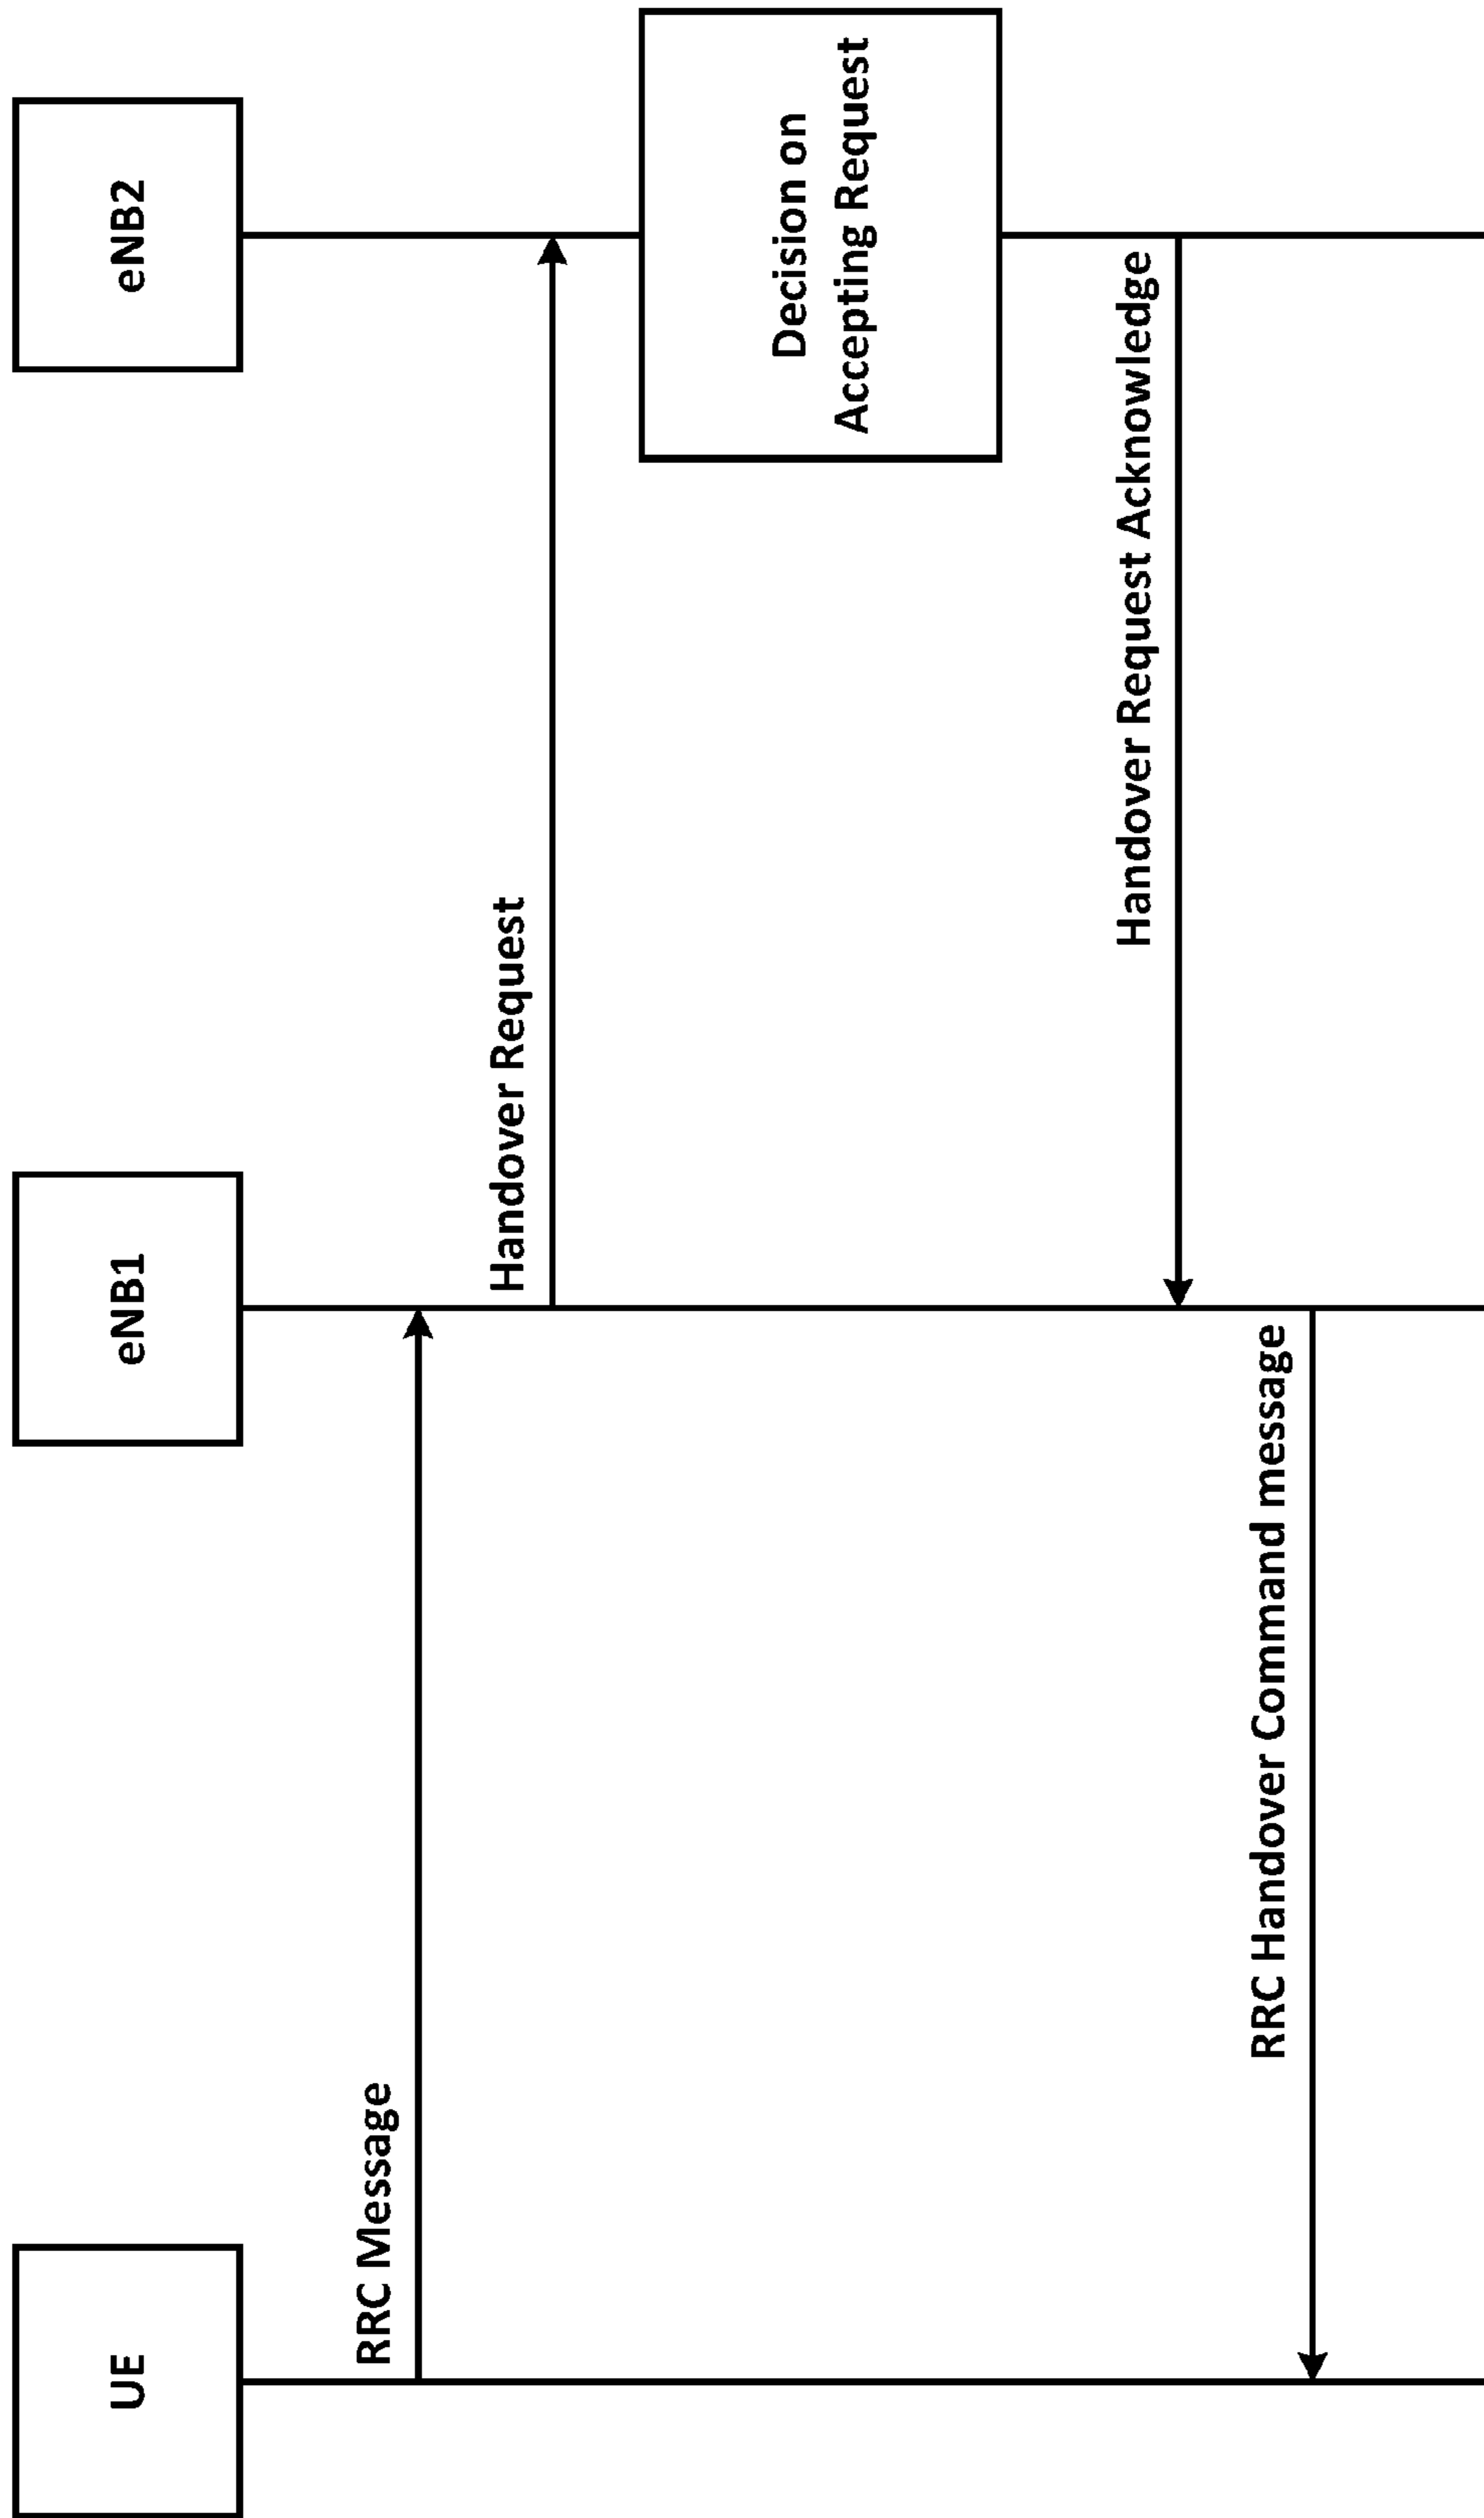 UE
eNB1
eNB2
RRC Message
Handover Request
Decision on
Accepting Request
Handover Request Acknowledge
RRC Handover Command message